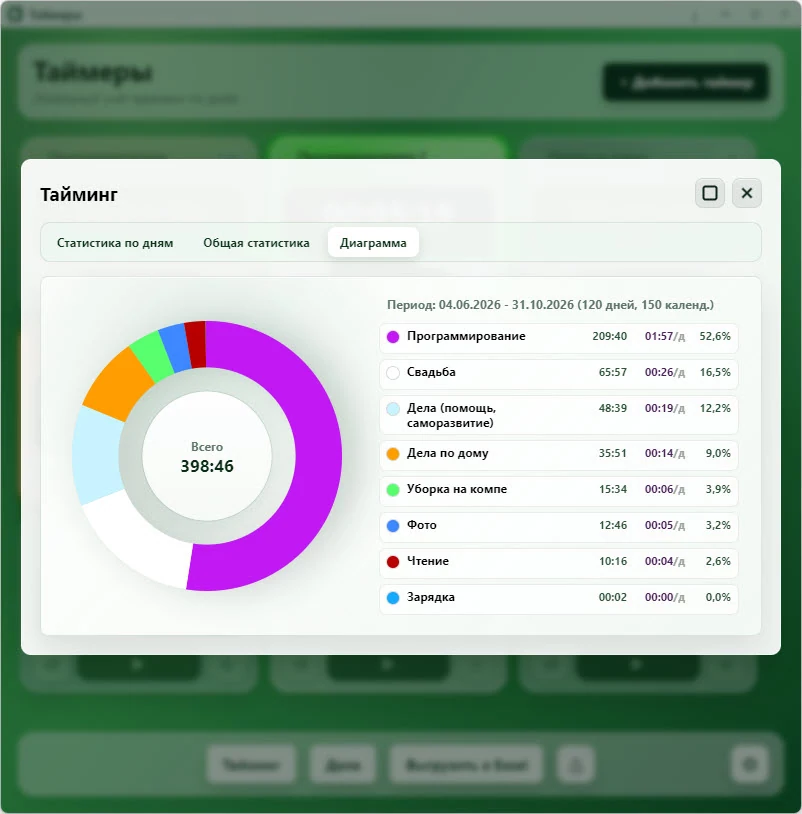 Таймеры
Таймеры
+ Добавить таймер
Тайминг
Статистика по дням
Общая статистика
Диаграмма
Период: 04.06.2026 - 31.10.2026 (120 дней, 150 календ.)
Всего
398:46
Программирование 209:40 01:57/д 52,6%
Свадьба 65:57 00:26/д 16,5%
Дела (помощь,
саморазвитие) 48:39 00:19/д 12,2%
Дела по дому 35:51 00:14/д 9,0%
Уборка на компе 15:34 00:06/д 3,9%
Фото 12:46 00:05/д 3,2%
Чтение 10:16 00:04/д 2,6%
Зарядка 00:02 00:00/д 0,0%
Тайминг
Выгрузить в Excel